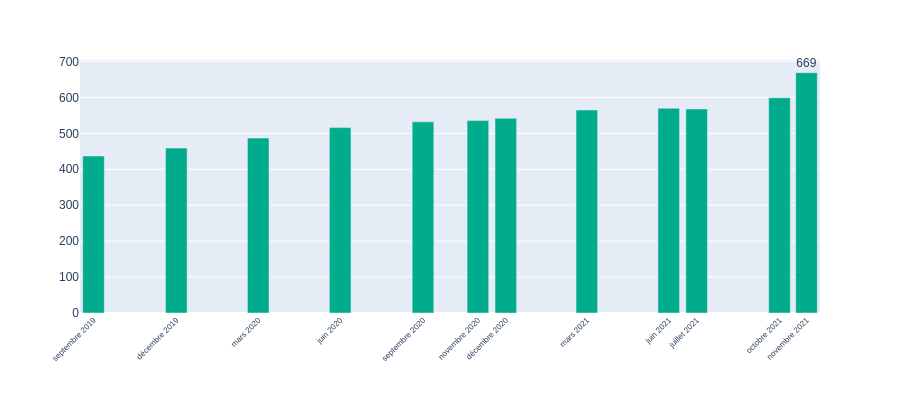 700
600
500
400
300
200
100
0
669
septembre 2019
décembre 2019
mars 2020
juin 2020
septembre 2020
novembre 2020
décembre 2020
mars 2021
juin 2021
juillet 2021
octobre 2021
novembre 2021